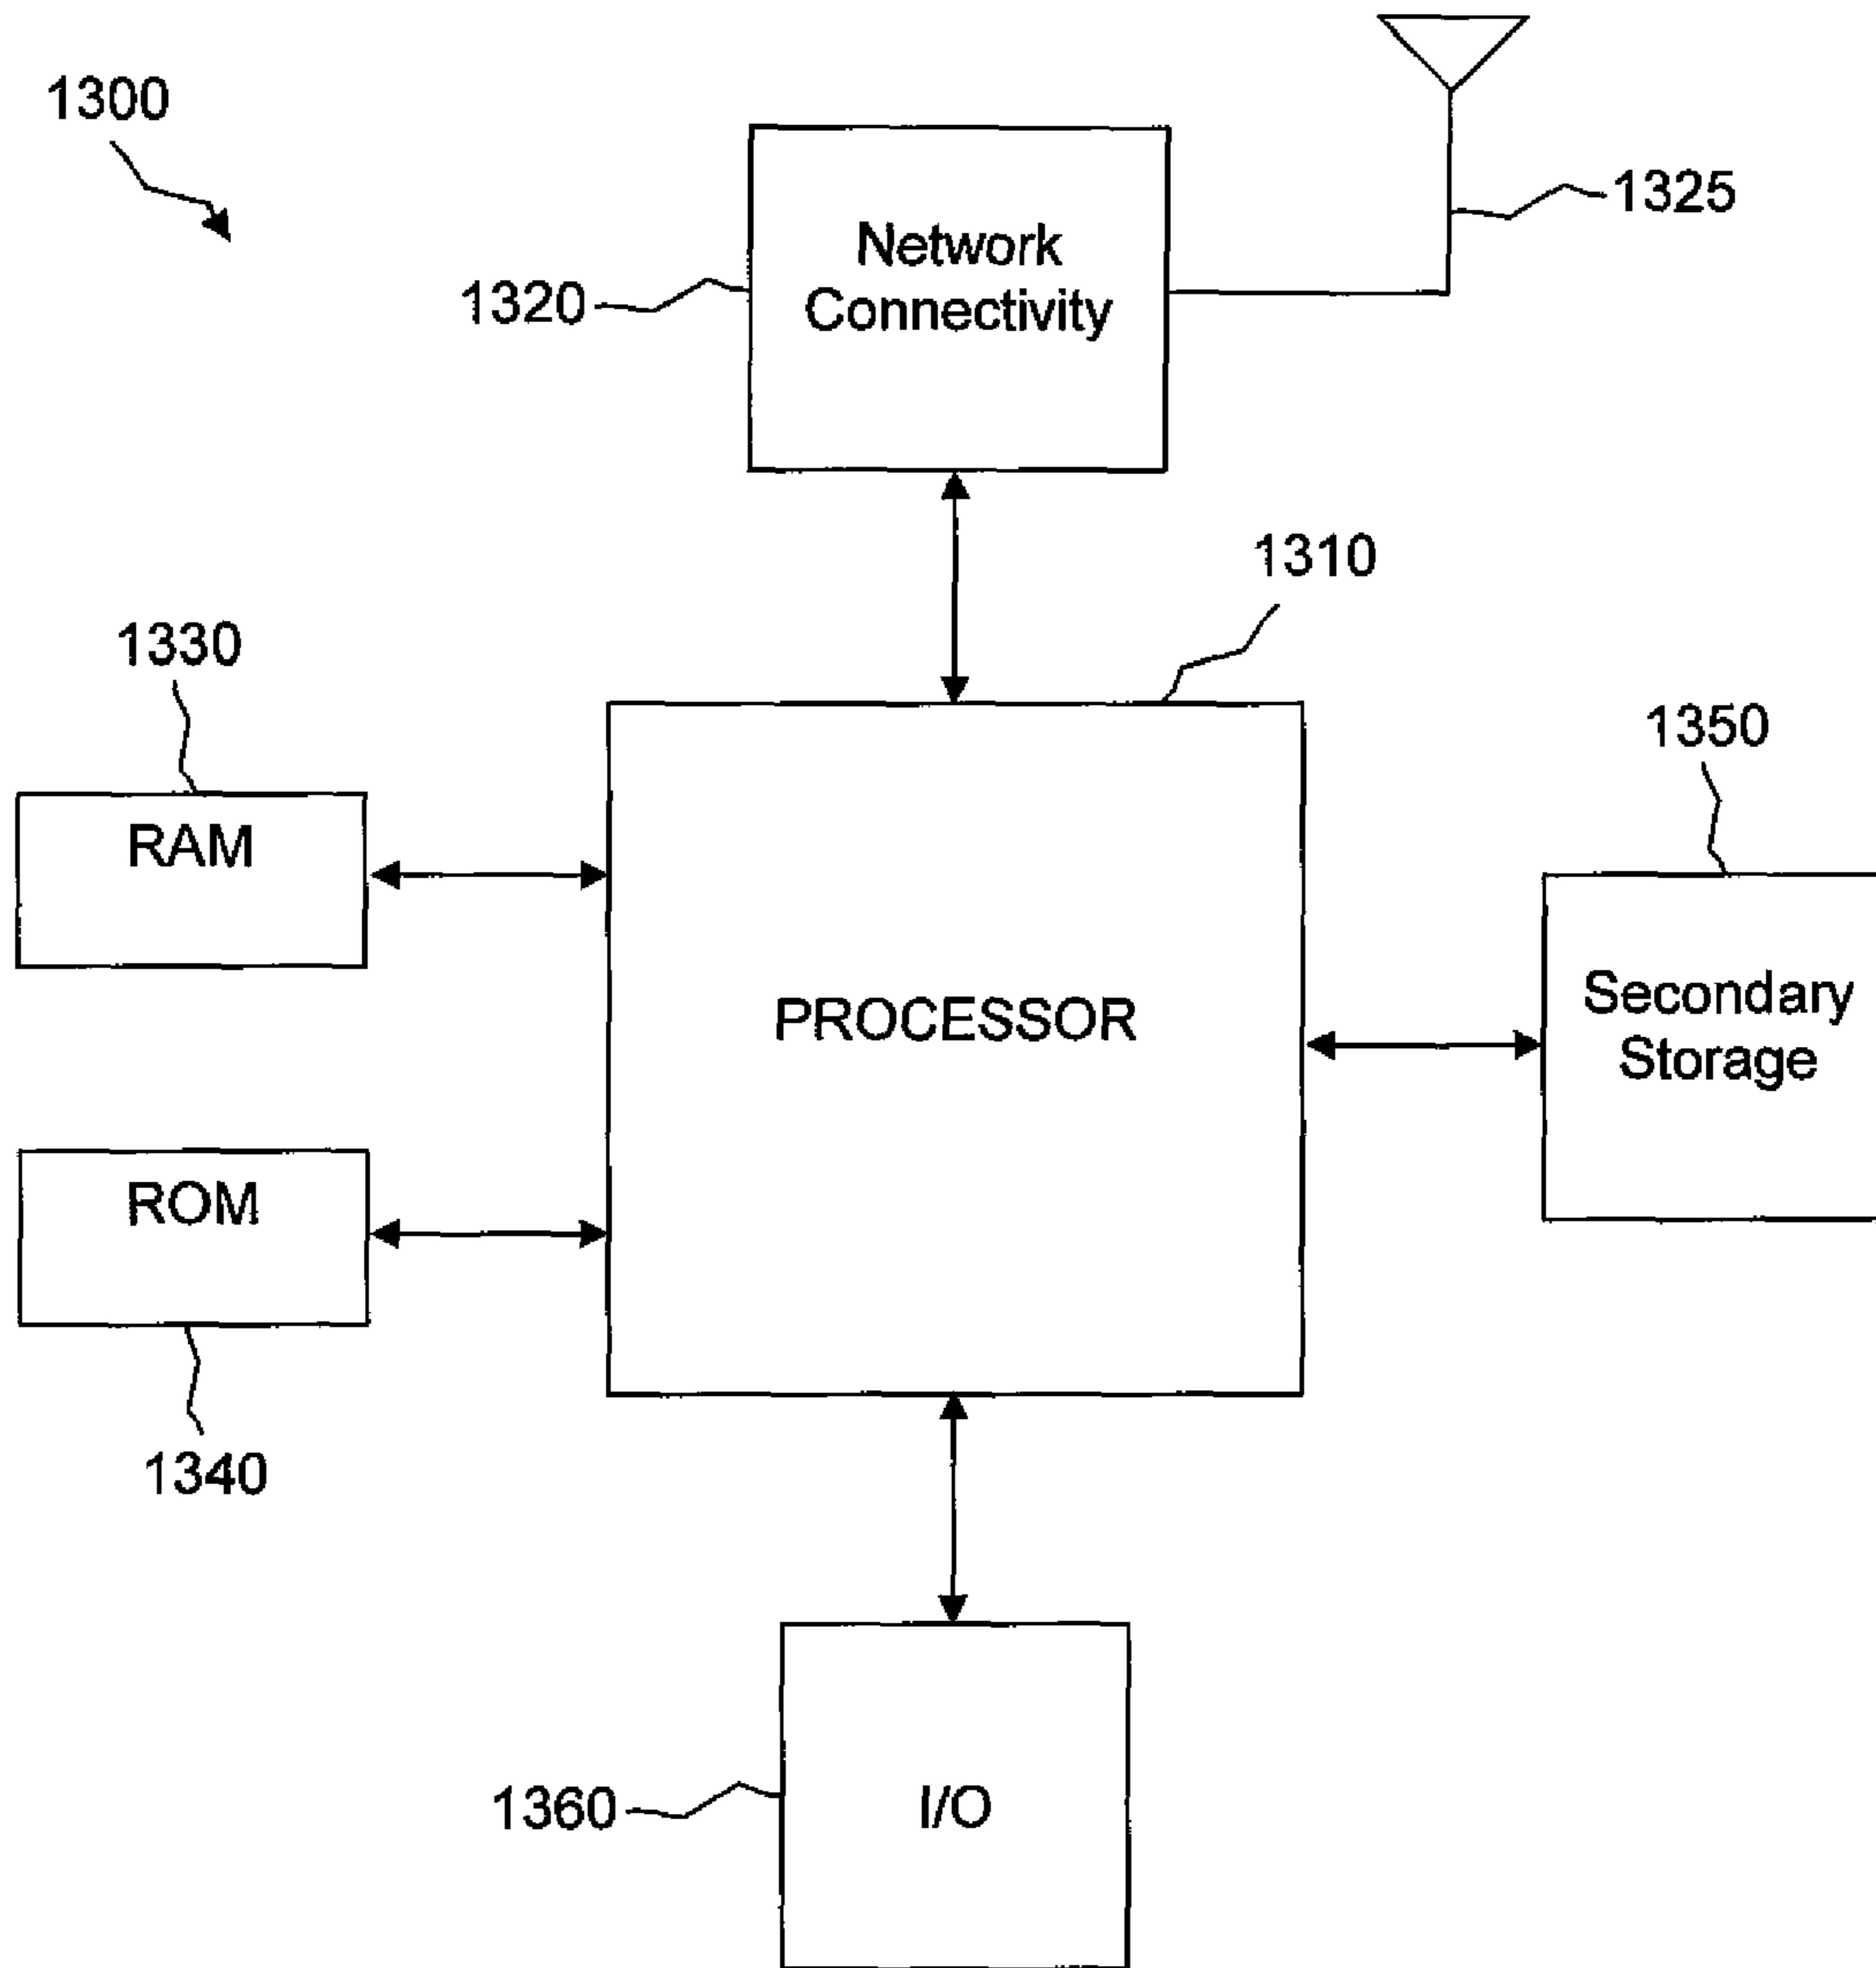 1300
1325
Network
Connectivity
1320
1310
1330
1350
RAM
Secondary
Storage
PROCESSOR
ROM
1340
1360
I/O